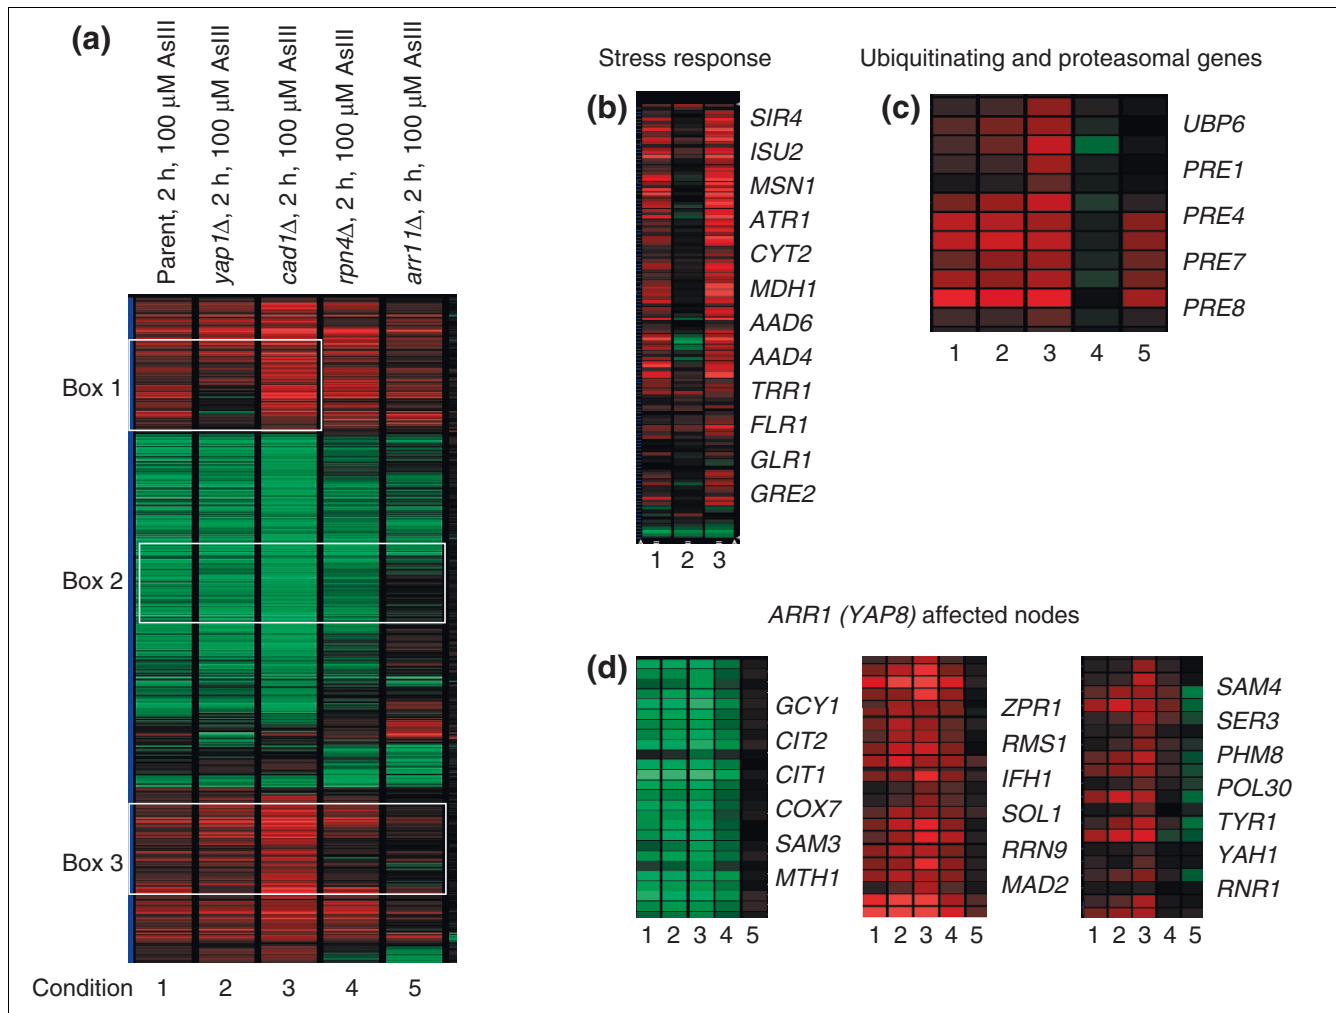 (a)
Parent, 2 h, 100 μM AsIII
yap1Δ, 2 h, 100 μM AsIII
cad1Δ, 2 h, 100 μM AsIII
rpn4Δ, 2 h, 100 μM AsIII
arr11Δ, 2 h, 100 μM AsIII
Box 1
Box 2
Box 3
Condition 1 2 3 4 5
Stress response
(b)
SIR4
ISU2
MSN1
ATR1
CYT2
MDH1
AAD6
AAD4
TRR1
FLR1
GLR1
GRE2
1 2 3
Ubiquitinating and proteasomal genes
(c)
UBP6
PRE1
PRE4
PRE7
PRE8
1 2 3 4 5
ARR1 (YAP8) affected nodes
(d)
GCY1
CIT2
CIT1
COX7
SAM3
MTH1
1 2 3 4 5
ZPR1
RMS1
IFH1
SOL1
RRN9
MAD2
1 2 3 4 5
SAM4
SER3
PHM8
POL30
TYR1
YAH1
RNR1
1 2 3 4 5